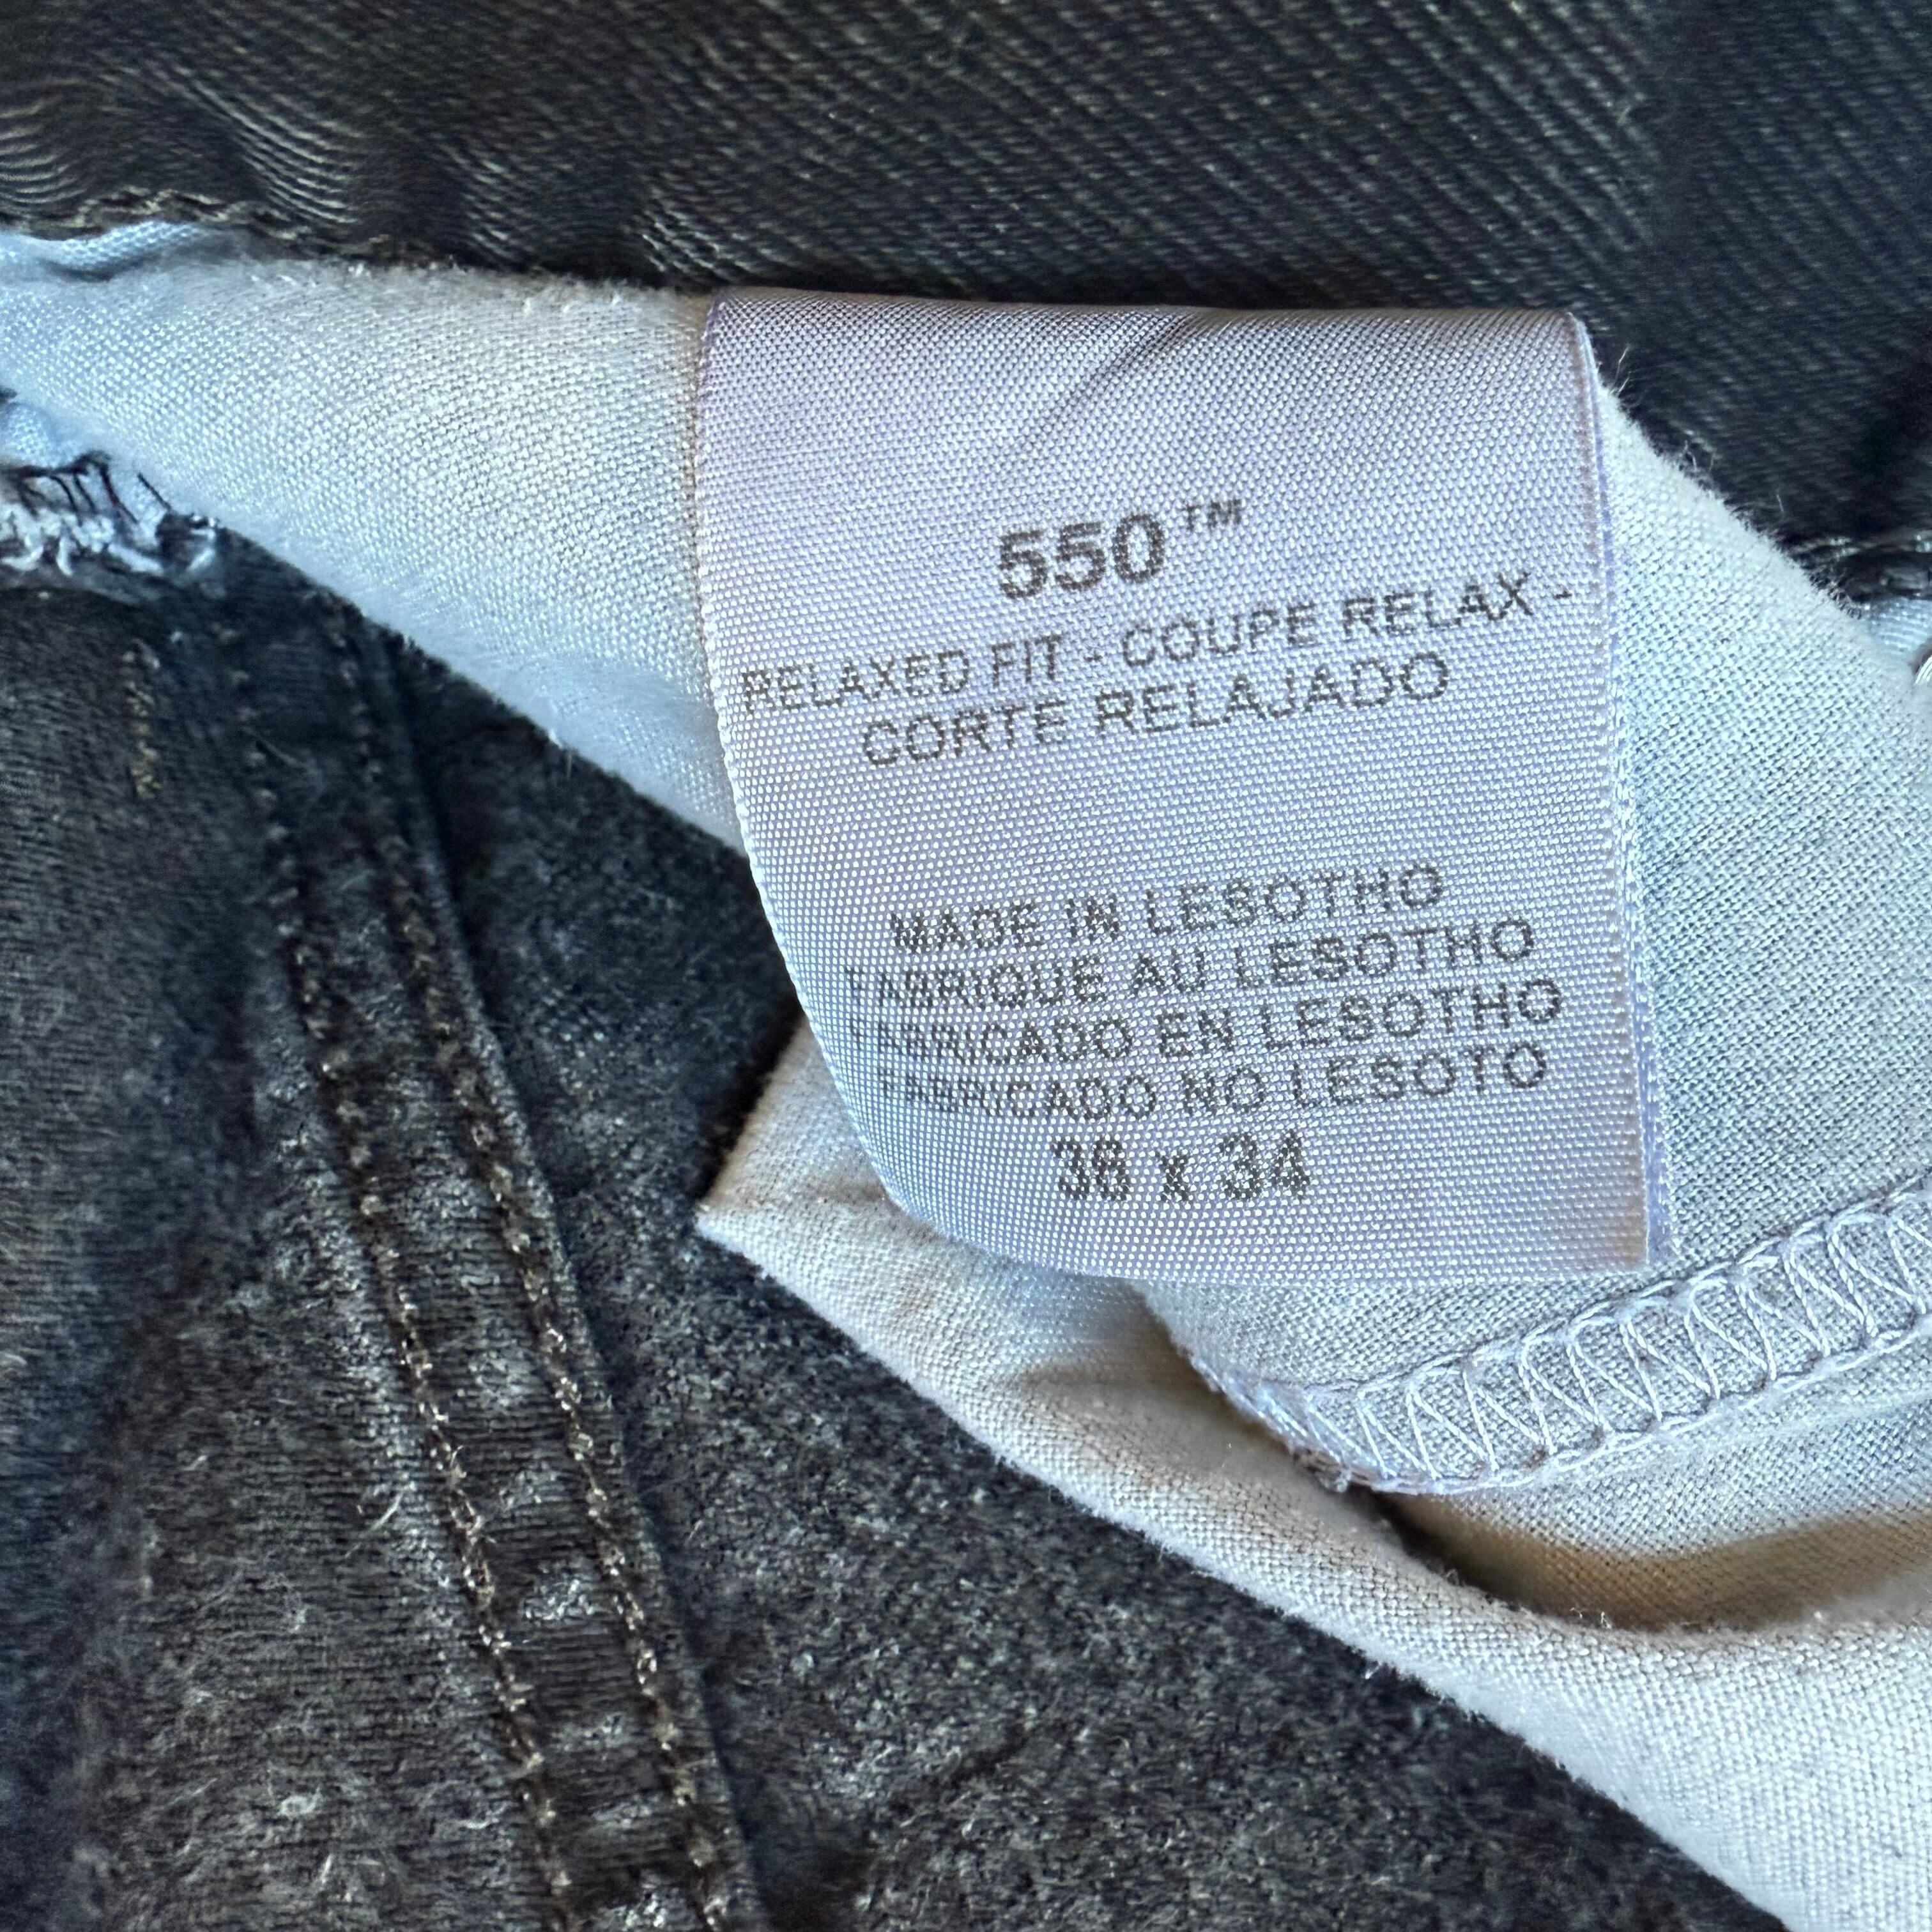 550™
RELAXED FIT - COUPE RELAX -
CORTE RELAJADO
MADE IN LESOTHO
FABRIQUE AU LESOTHO
FABRICADO EN LESOTHO
FABRICADO NO LESOTO
36 x 34